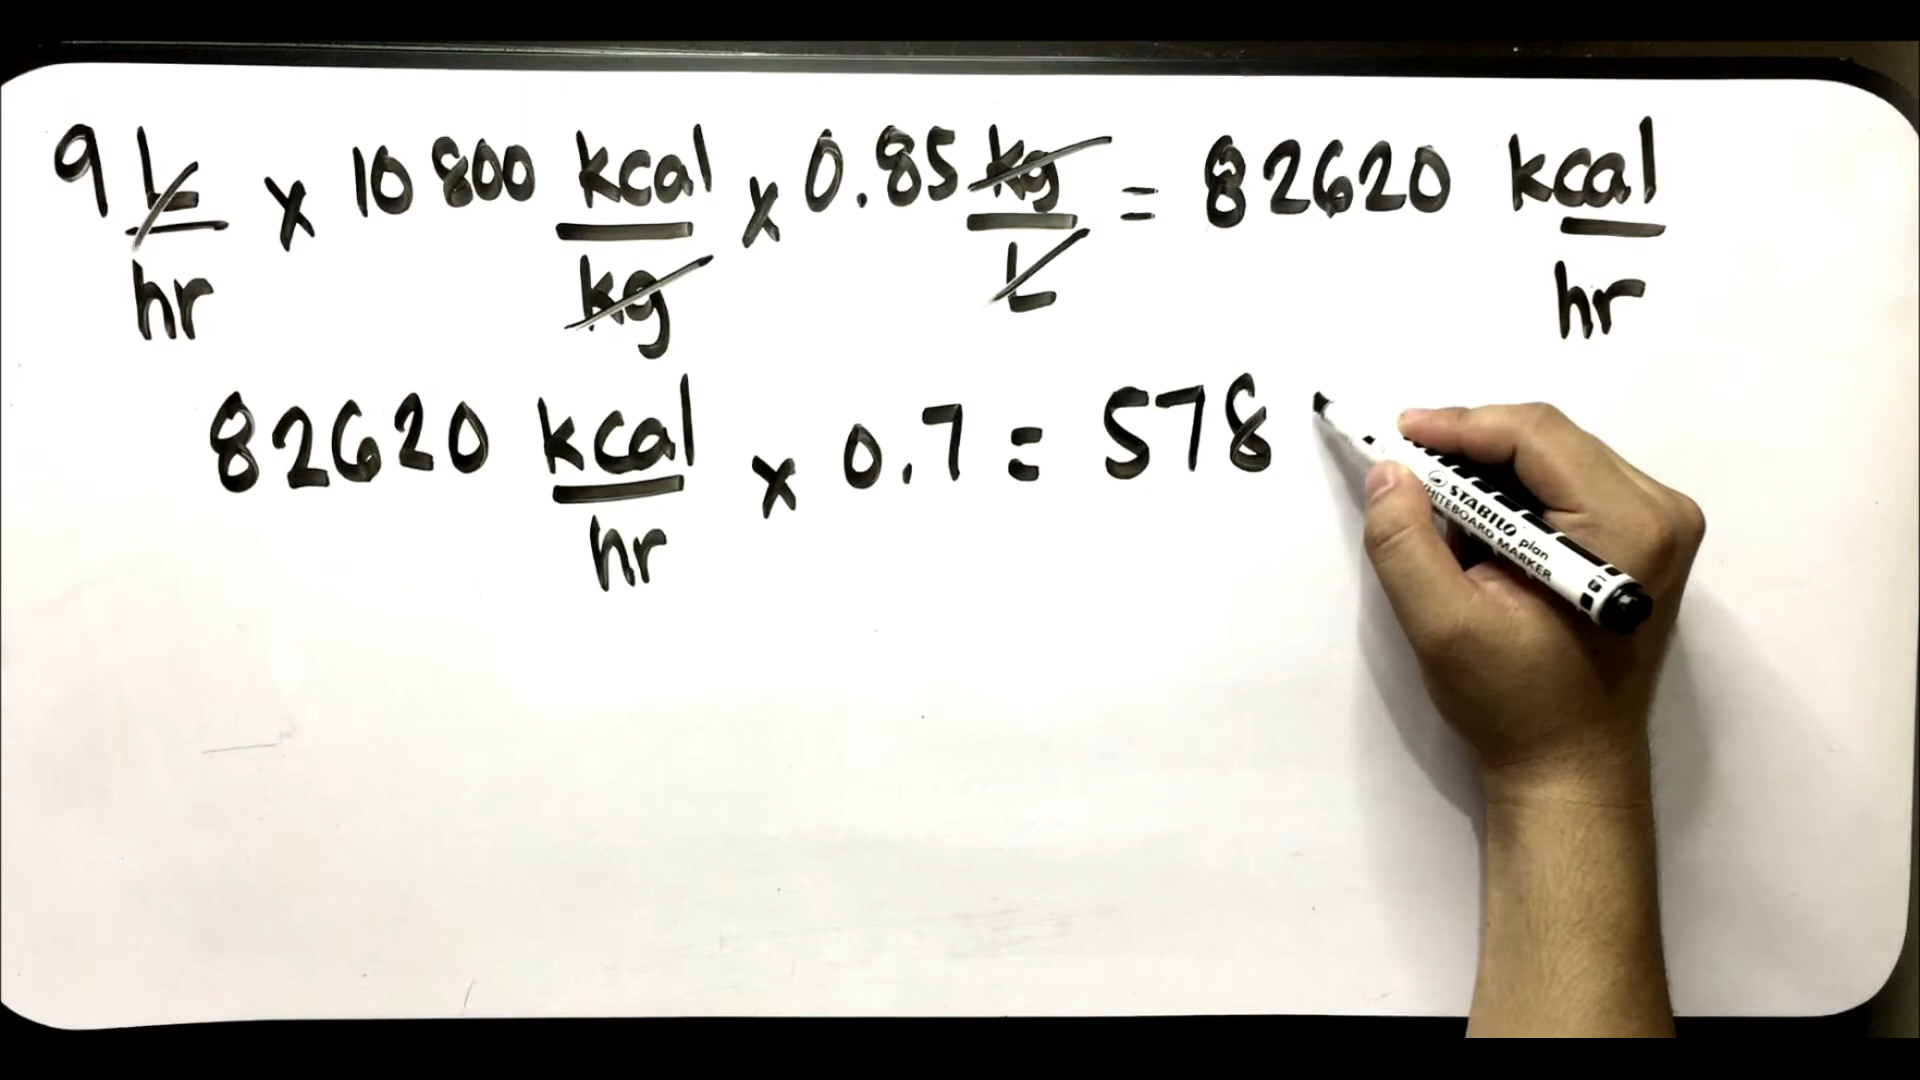 9 L/hr x 10 800 kcal/kg x 0.85 kg/L = 82620 kcal/hr
82620 kcal/hr x 0.7 = 578
STABILO plan
WHITEBOARD MARKER